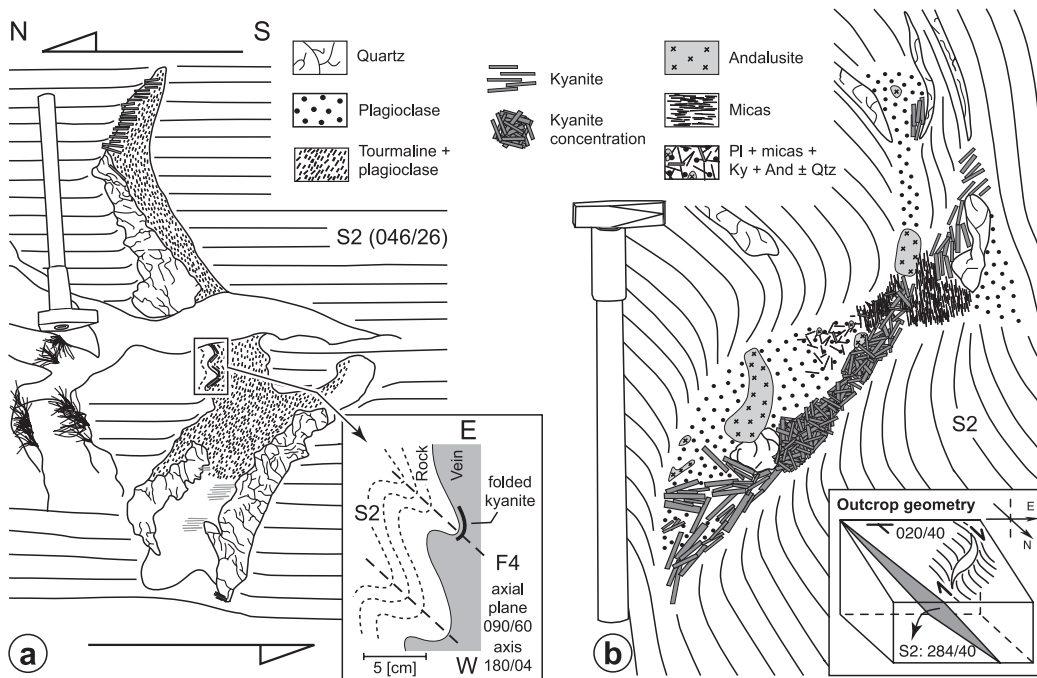 N
S
Quartz
Plagioclase
Tourmaline +
plagioclase
Kyanite
Kyanite
concentration
Andalusite
Micas
Pl + micas +
Ky + And ± Qtz
S2 (046/26)
E
Rock
Vein
folded
kyanite
S2
F4
axial
plane
090/60
axis
180/04
5 [cm]
W
a
S2
Outcrop geometry
E
N
020/40
S2: 284/40
b